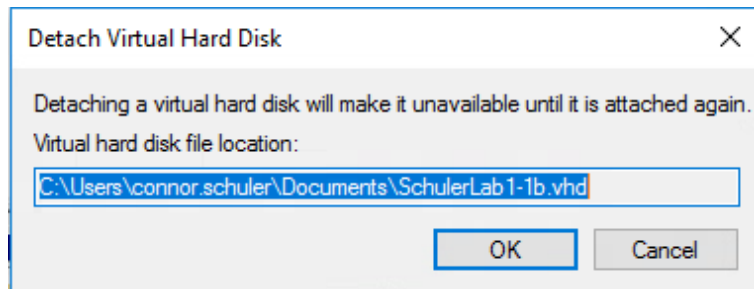 Detach Virtual Hard Disk
Detaching a virtual hard disk will make it unavailable until it is attached again.
Virtual hard disk file location:
C:\Users\connor.schuler\Documents\SchulerLab1-1b.vhd
OK Cancel